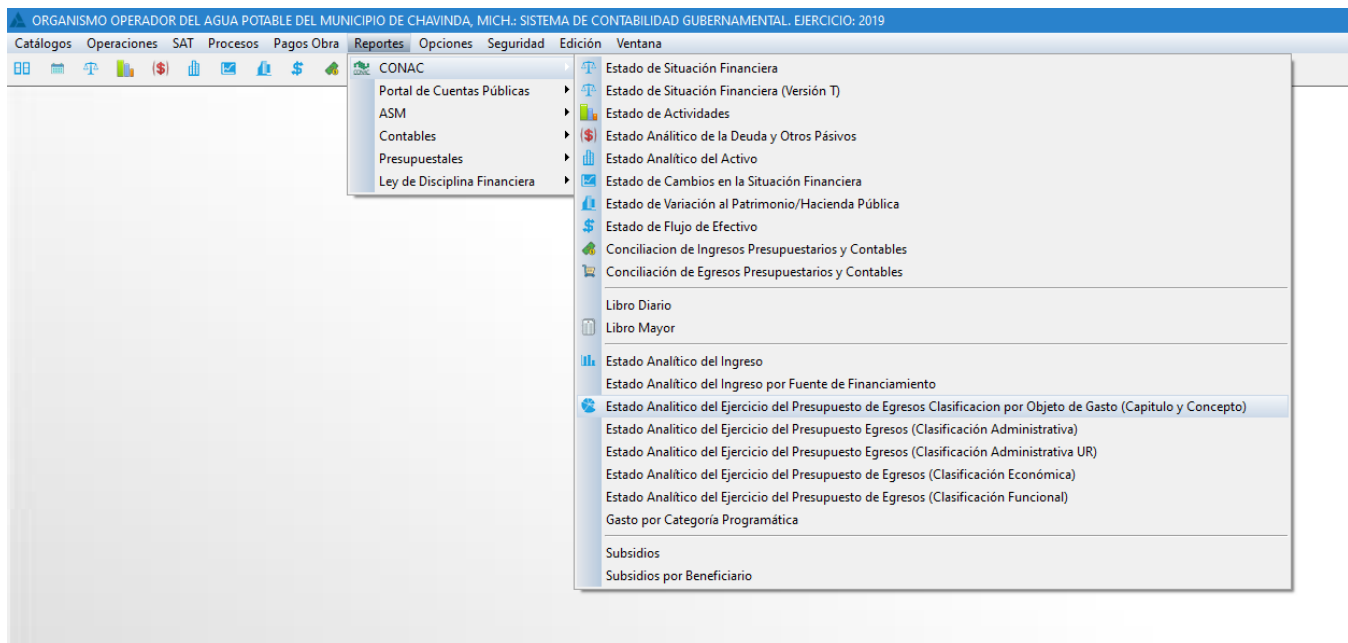 ORGANISMO OPERADOR DEL AGUA POTABLE DEL MUNICIPIO DE CHAVINDA, MICH.: SISTEMA DE CONTABILIDAD GUBERNAMENTAL. EJERCICIO: 2019
Catálogos Operaciones SAT Procesos Pagos Obra Reportes Opciones Seguridad Edición Ventana
CONAC
Portal de Cuentas Públicas
ASM
Contables
Presupuestales
Ley de Disciplina Financiera
Estado de Situación Financiera
Estado de Situación Financiera (Versión T)
Estado de Actividades
Estado Análitico de la Deuda y Otros Pásivos
Estado Analítico del Activo
Estado de Cambios en la Situación Financiera
Estado de Variación al Patrimonio/Hacienda Pública
Estado de Flujo de Efectivo
Conciliacion de Ingresos Presupuestarios y Contables
Conciliación de Egresos Presupuestarios y Contables
Libro Diario
Libro Mayor
Estado Analítico del Ingreso
Estado Analítico del Ingreso por Fuente de Financiamiento
Estado Analitico del Ejercicio del Presupuesto de Egresos Clasificacion por Objeto de Gasto (Capitulo y Concepto)
Estado Analítico del Ejercicio del Presupuesto Egresos (Clasificación Administrativa)
Estado Analítico del Ejercicio del Presupuesto Egresos (Clasificación Administrativa UR)
Estado Analítico del Ejercicio del Presupuesto de Egresos (Clasificación Económica)
Estado Analítico del Ejercicio del Presupuesto de Egresos (Clasificación Funcional)
Gasto por Categoría Programática
Subsidios
Subsidios por Beneficiario